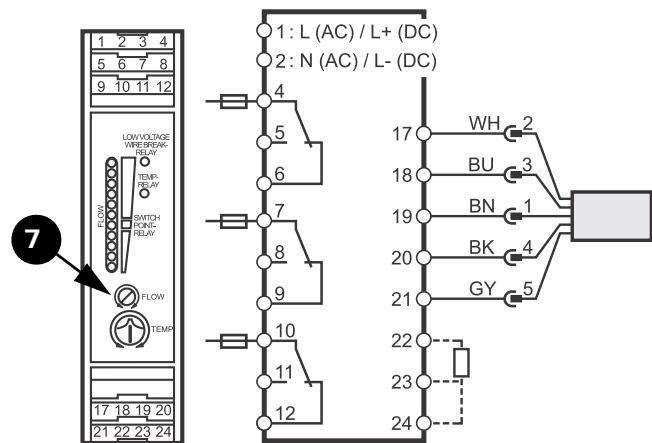 1 2 3 4
5 6 7 8
9 10 11 12
LOW VOLTAGE
WIRE BREAK-
RELAY
TEMP-
RELAY
FLOW
SWITCH
POINT-
RELAY
7
FLOW
TEMP
17 18 19 20
21 22 23 24
1: L (AC) / L+ (DC)
2: N (AC) / L- (DC)
4
5
6
7
8
9
10
11
12
17 WH 2
18 BU 3
19 BN 1
20 BK 4
21 GY 5
22
23
24